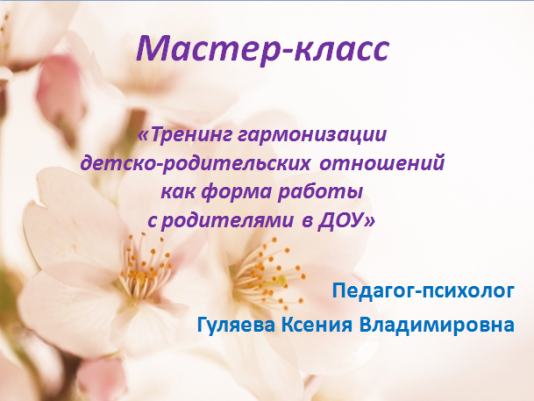 Мастер-класс
«Тренинг гармонизации
детско-родительских отношений
как форма работы
с родителями в ДОУ»
Педагог-психолог
Гуляева Ксения Владимировна